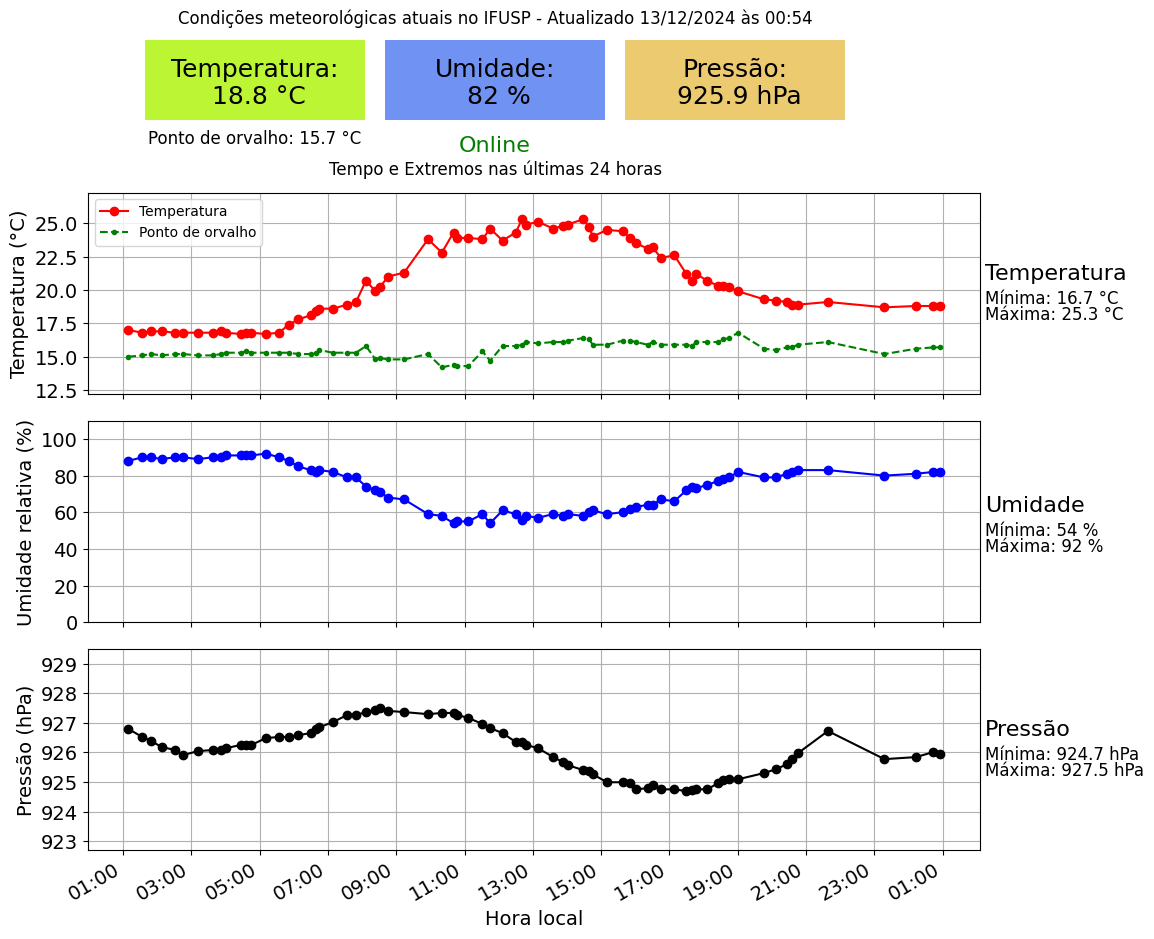 Condições meteorológicas atuais no IFUSP - Atualizado 13/12/2024 às 00:54
Temperatura:
18.8 °C
Umidade:
82 %
Pressão:
925.9 hPa
Ponto de orvalho: 15.7 °C
Online
Tempo e Extremos nas últimas 24 horas
Temperatura (°C)
25.0
22.5
20.0
17.5
15.0
12.5
Temperatura
Ponto de orvalho
Temperatura
Mínima: 16.7 °C
Máxima: 25.3 °C
Umidade relativa (%)
100
80
60
40
20
0
Umidade
Mínima: 54 %
Máxima: 92 %
Pressão (hPa)
929
928
927
926
925
924
923
Pressão
Mínima: 924.7 hPa
Máxima: 927.5 hPa
01:00 03:00 05:00 07:00 09:00 11:00 13:00 15:00 17:00 19:00 21:00 23:00 01:00
Hora local